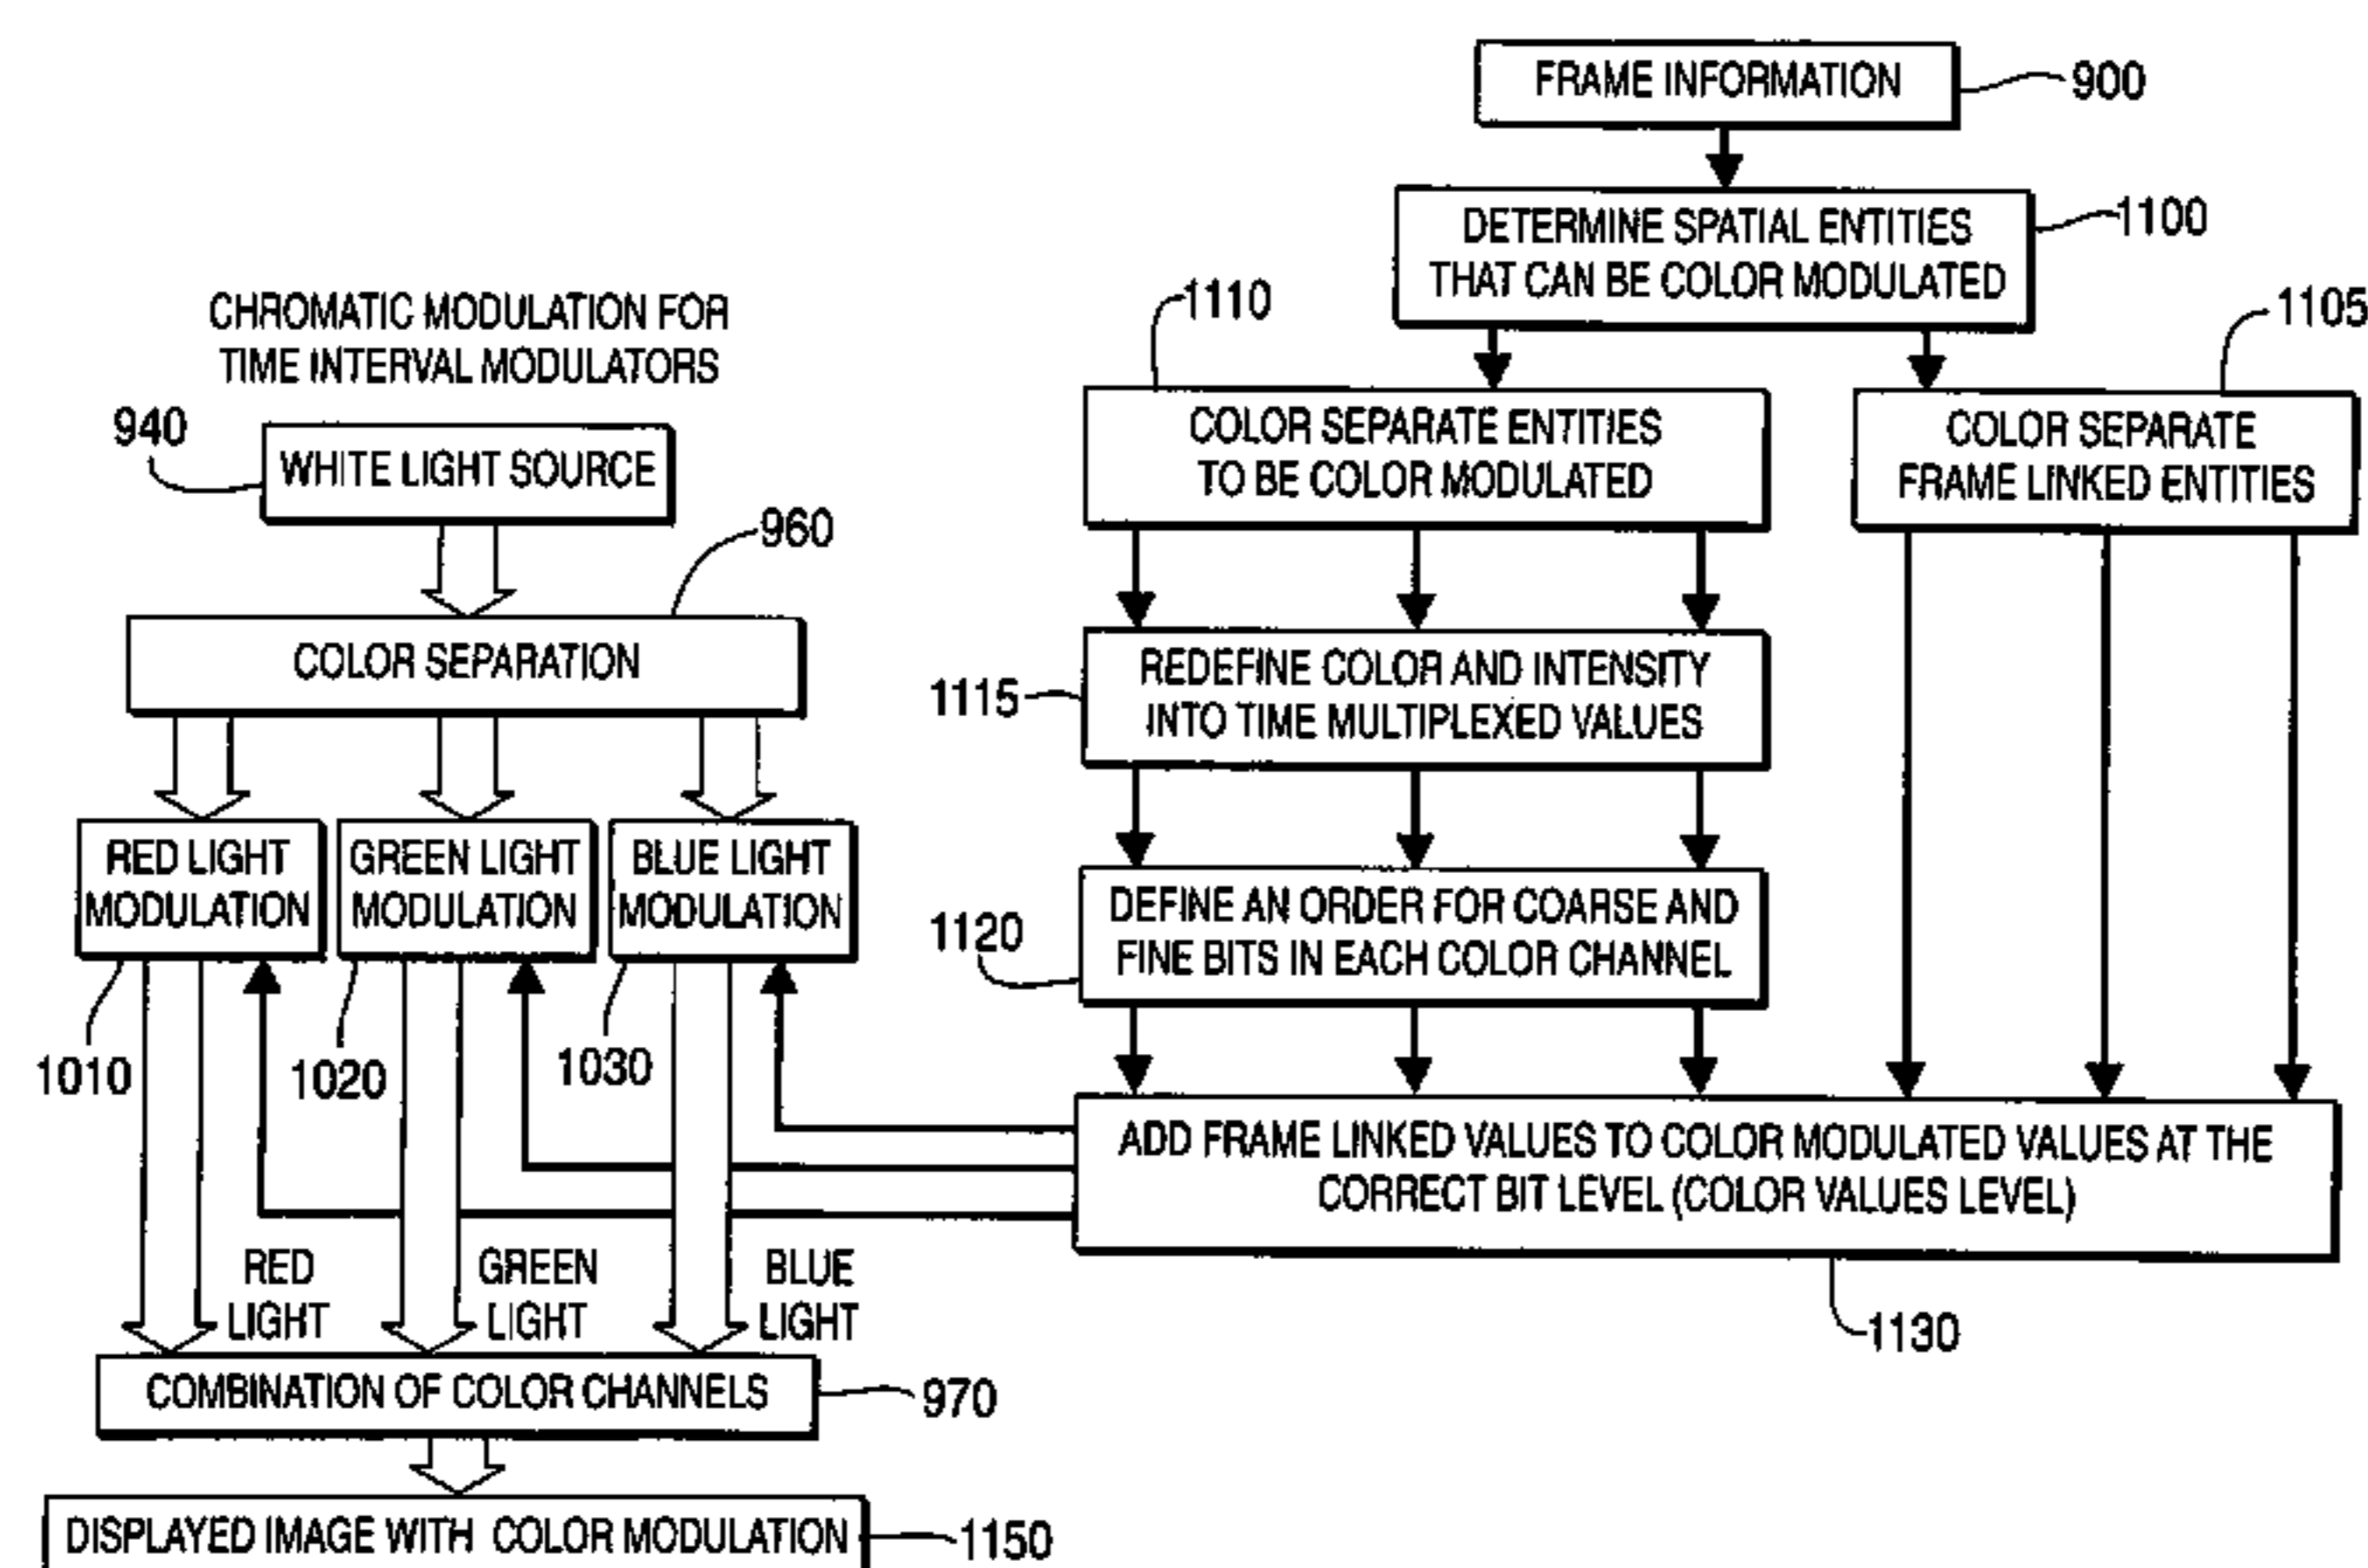 FRAME INFORMATION
900
DETERMINE SPATIAL ENTITIES
THAT CAN BE COLOR MODULATED
1100
CHROMATIC MODULATION FOR
TIME INTERVAL MODULATORS
940
WHITE LIGHT SOURCE
960
COLOR SEPARATION
RED LIGHT
MODULATION
GREEN LIGHT
MODULATION
BLUE LIGHT
MODULATION
1010
1020
1030
1110
COLOR SEPARATE ENTITIES
TO BE COLOR MODULATED
1105
COLOR SEPARATE
FRAME LINKED ENTITIES
1115
REDEFINE COLOR AND INTENSITY
INTO TIME MULTIPLEXED VALUES
1120
DEFINE AN ORDER FOR COARSE AND
FINE BITS IN EACH COLOR CHANNEL
ADD FRAME LINKED VALUES TO COLOR MODULATED VALUES AT THE
CORRECT BIT LEVEL (COLOR VALUES LEVEL)
1130
RED
LIGHT
GREEN
LIGHT
BLUE
LIGHT
COMBINATION OF COLOR CHANNELS
970
DISPLAYED IMAGE WITH COLOR MODULATION
1150